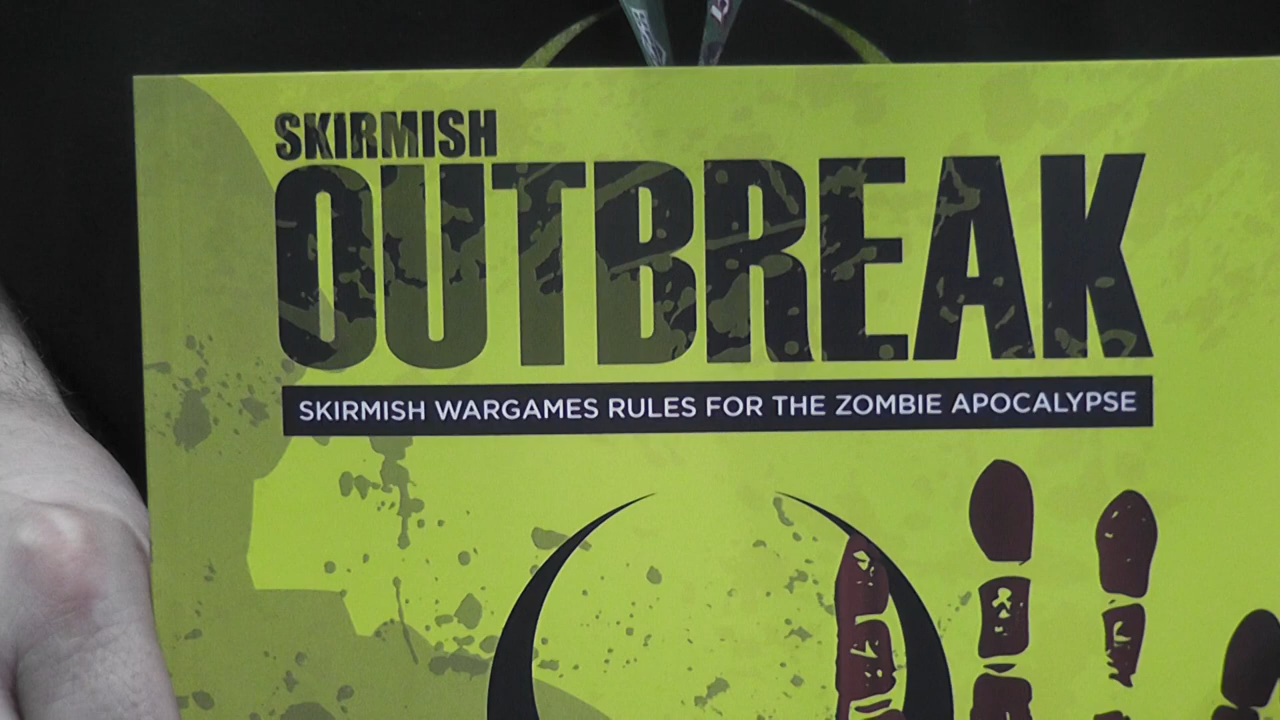 SKIRMISH
OUTBREAK
SKIRMISH WARGAMES RULES FOR THE ZOMBIE APOCALYPSE